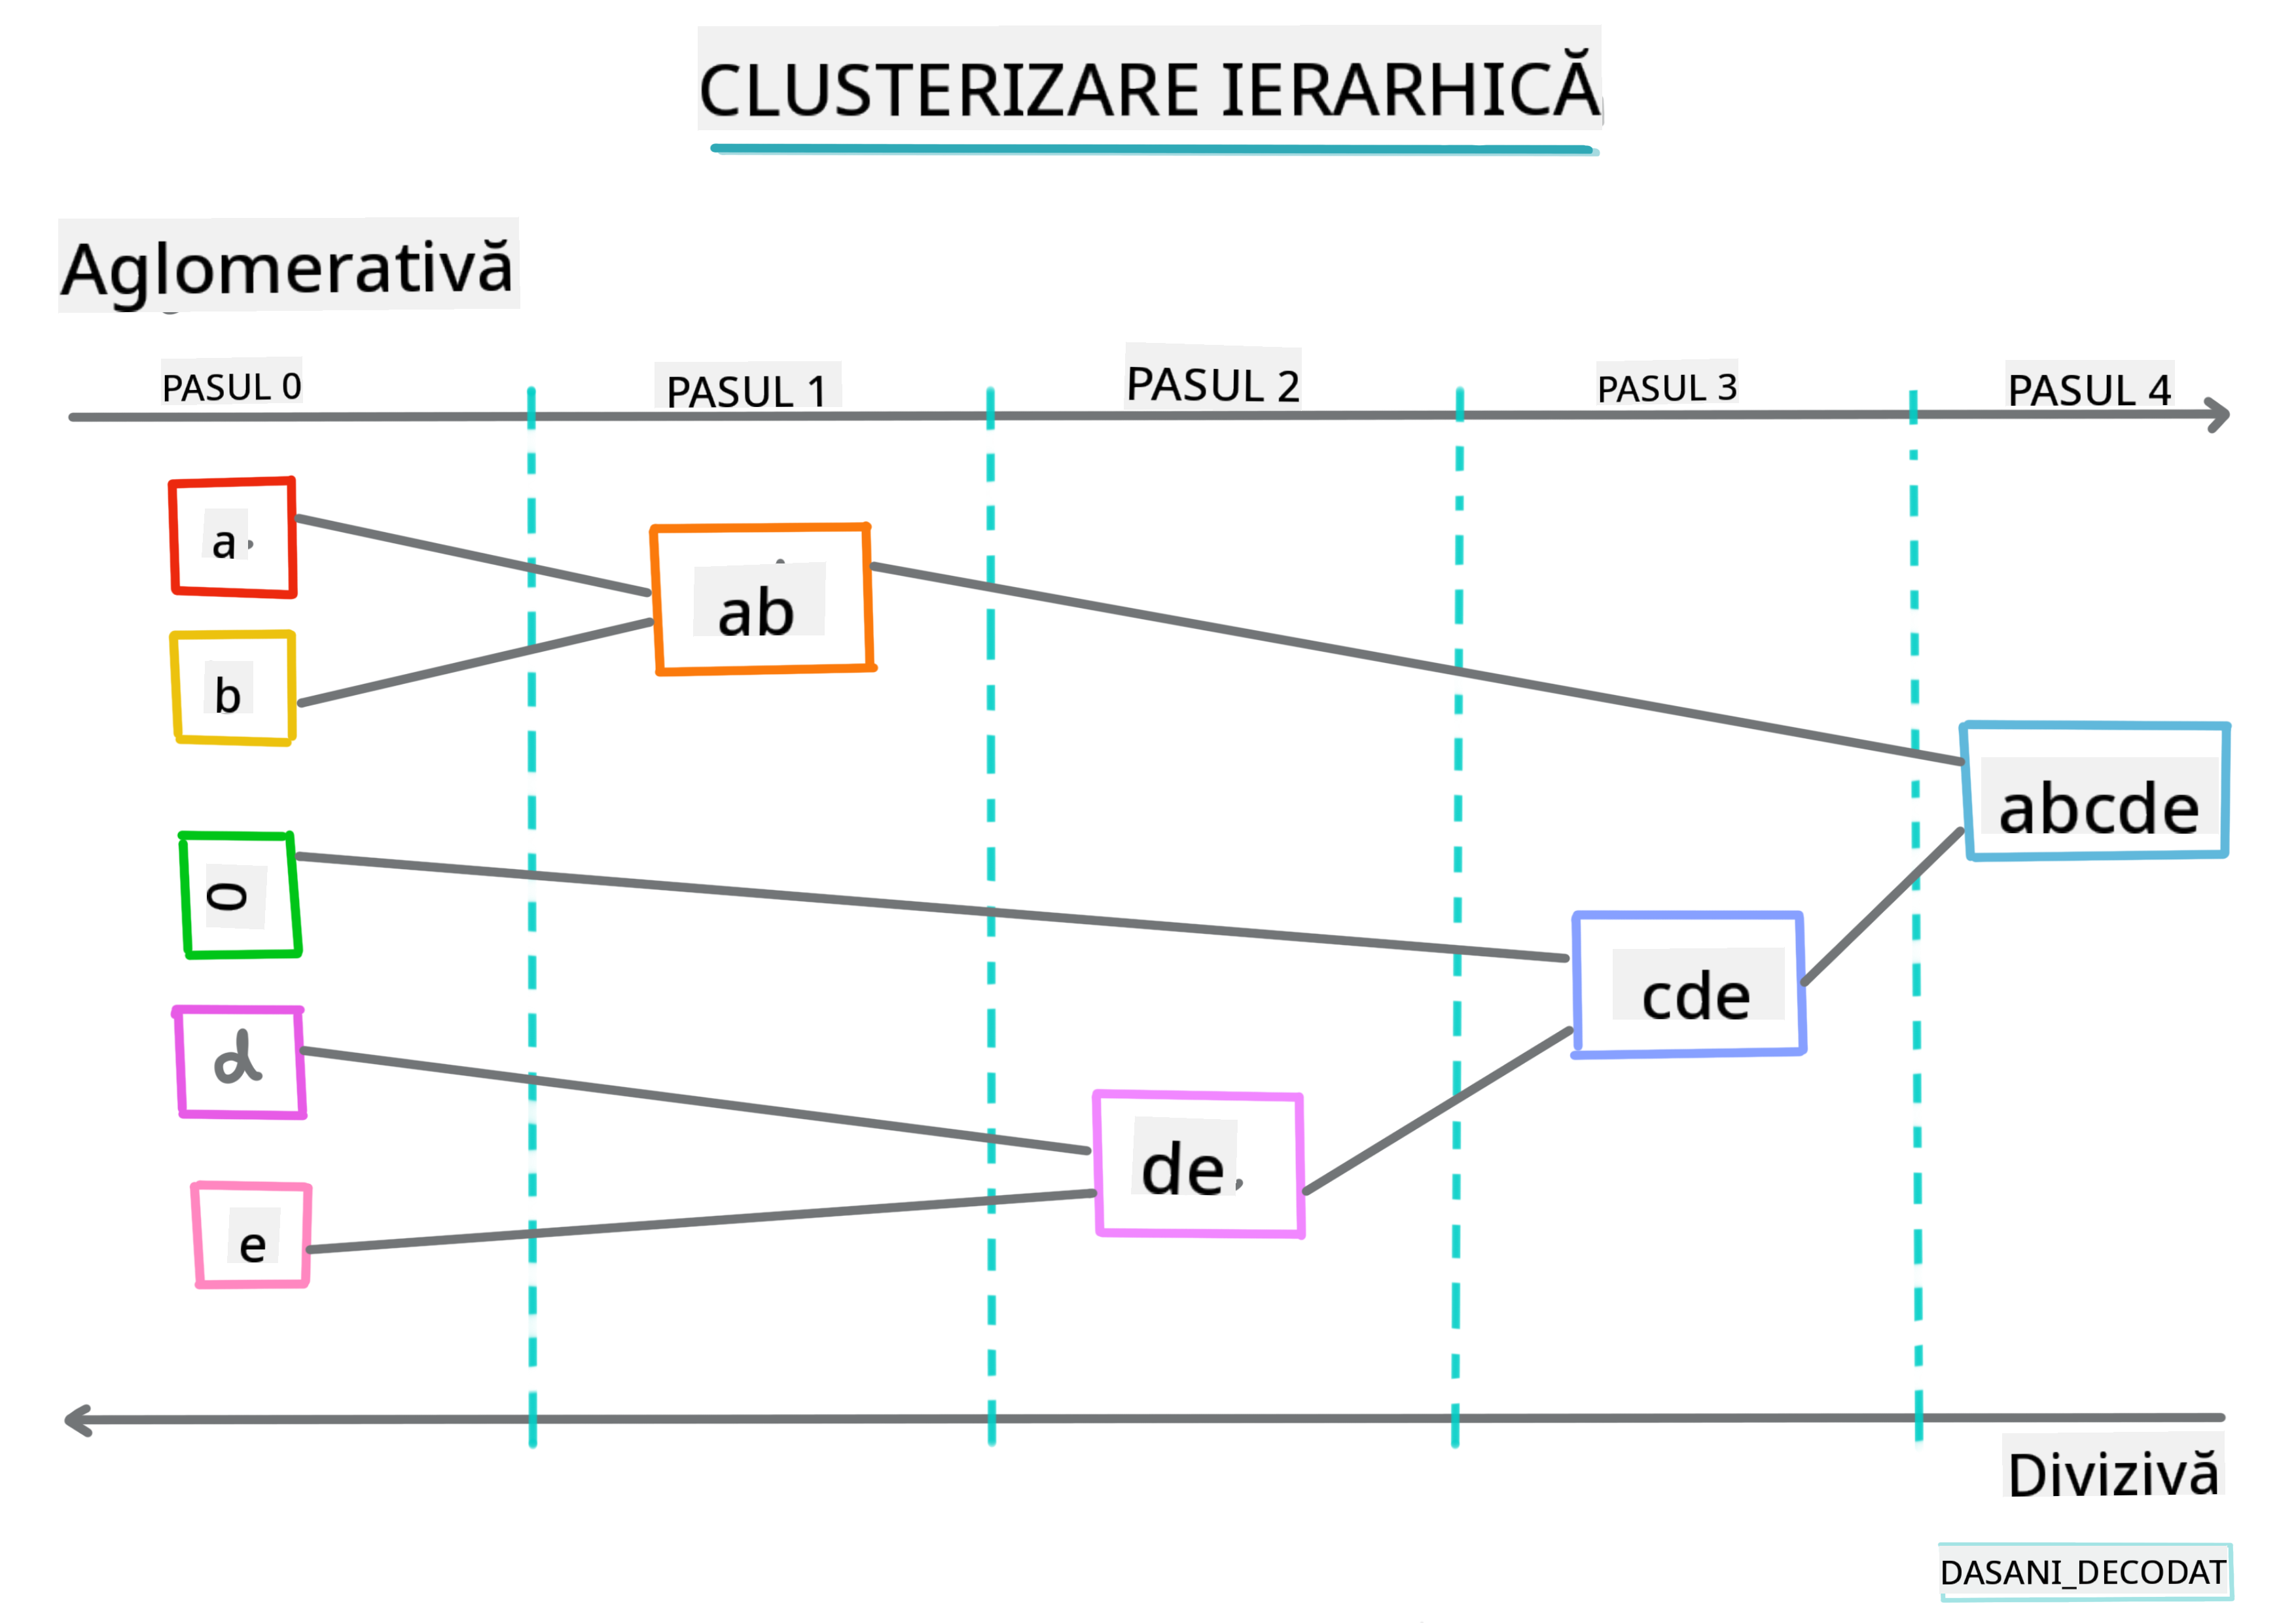 CLUSTERIZARE IERARHICĂ
Aglomerativă
PASUL 0
PASUL 1
PASUL 2
PASUL 3
PASUL 4
a
b
0
d
e
ab
de
cde
abcde
Divizivă
DASANI_DECODAT